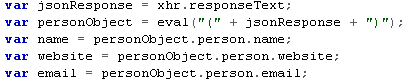 var jsonResponse = xhr.responseText;
var personObject = eval("(" + jsonResponse + ")");
var name = personObject.person.name;
var website = personObject.person.website;
var email = personObject.person.email;